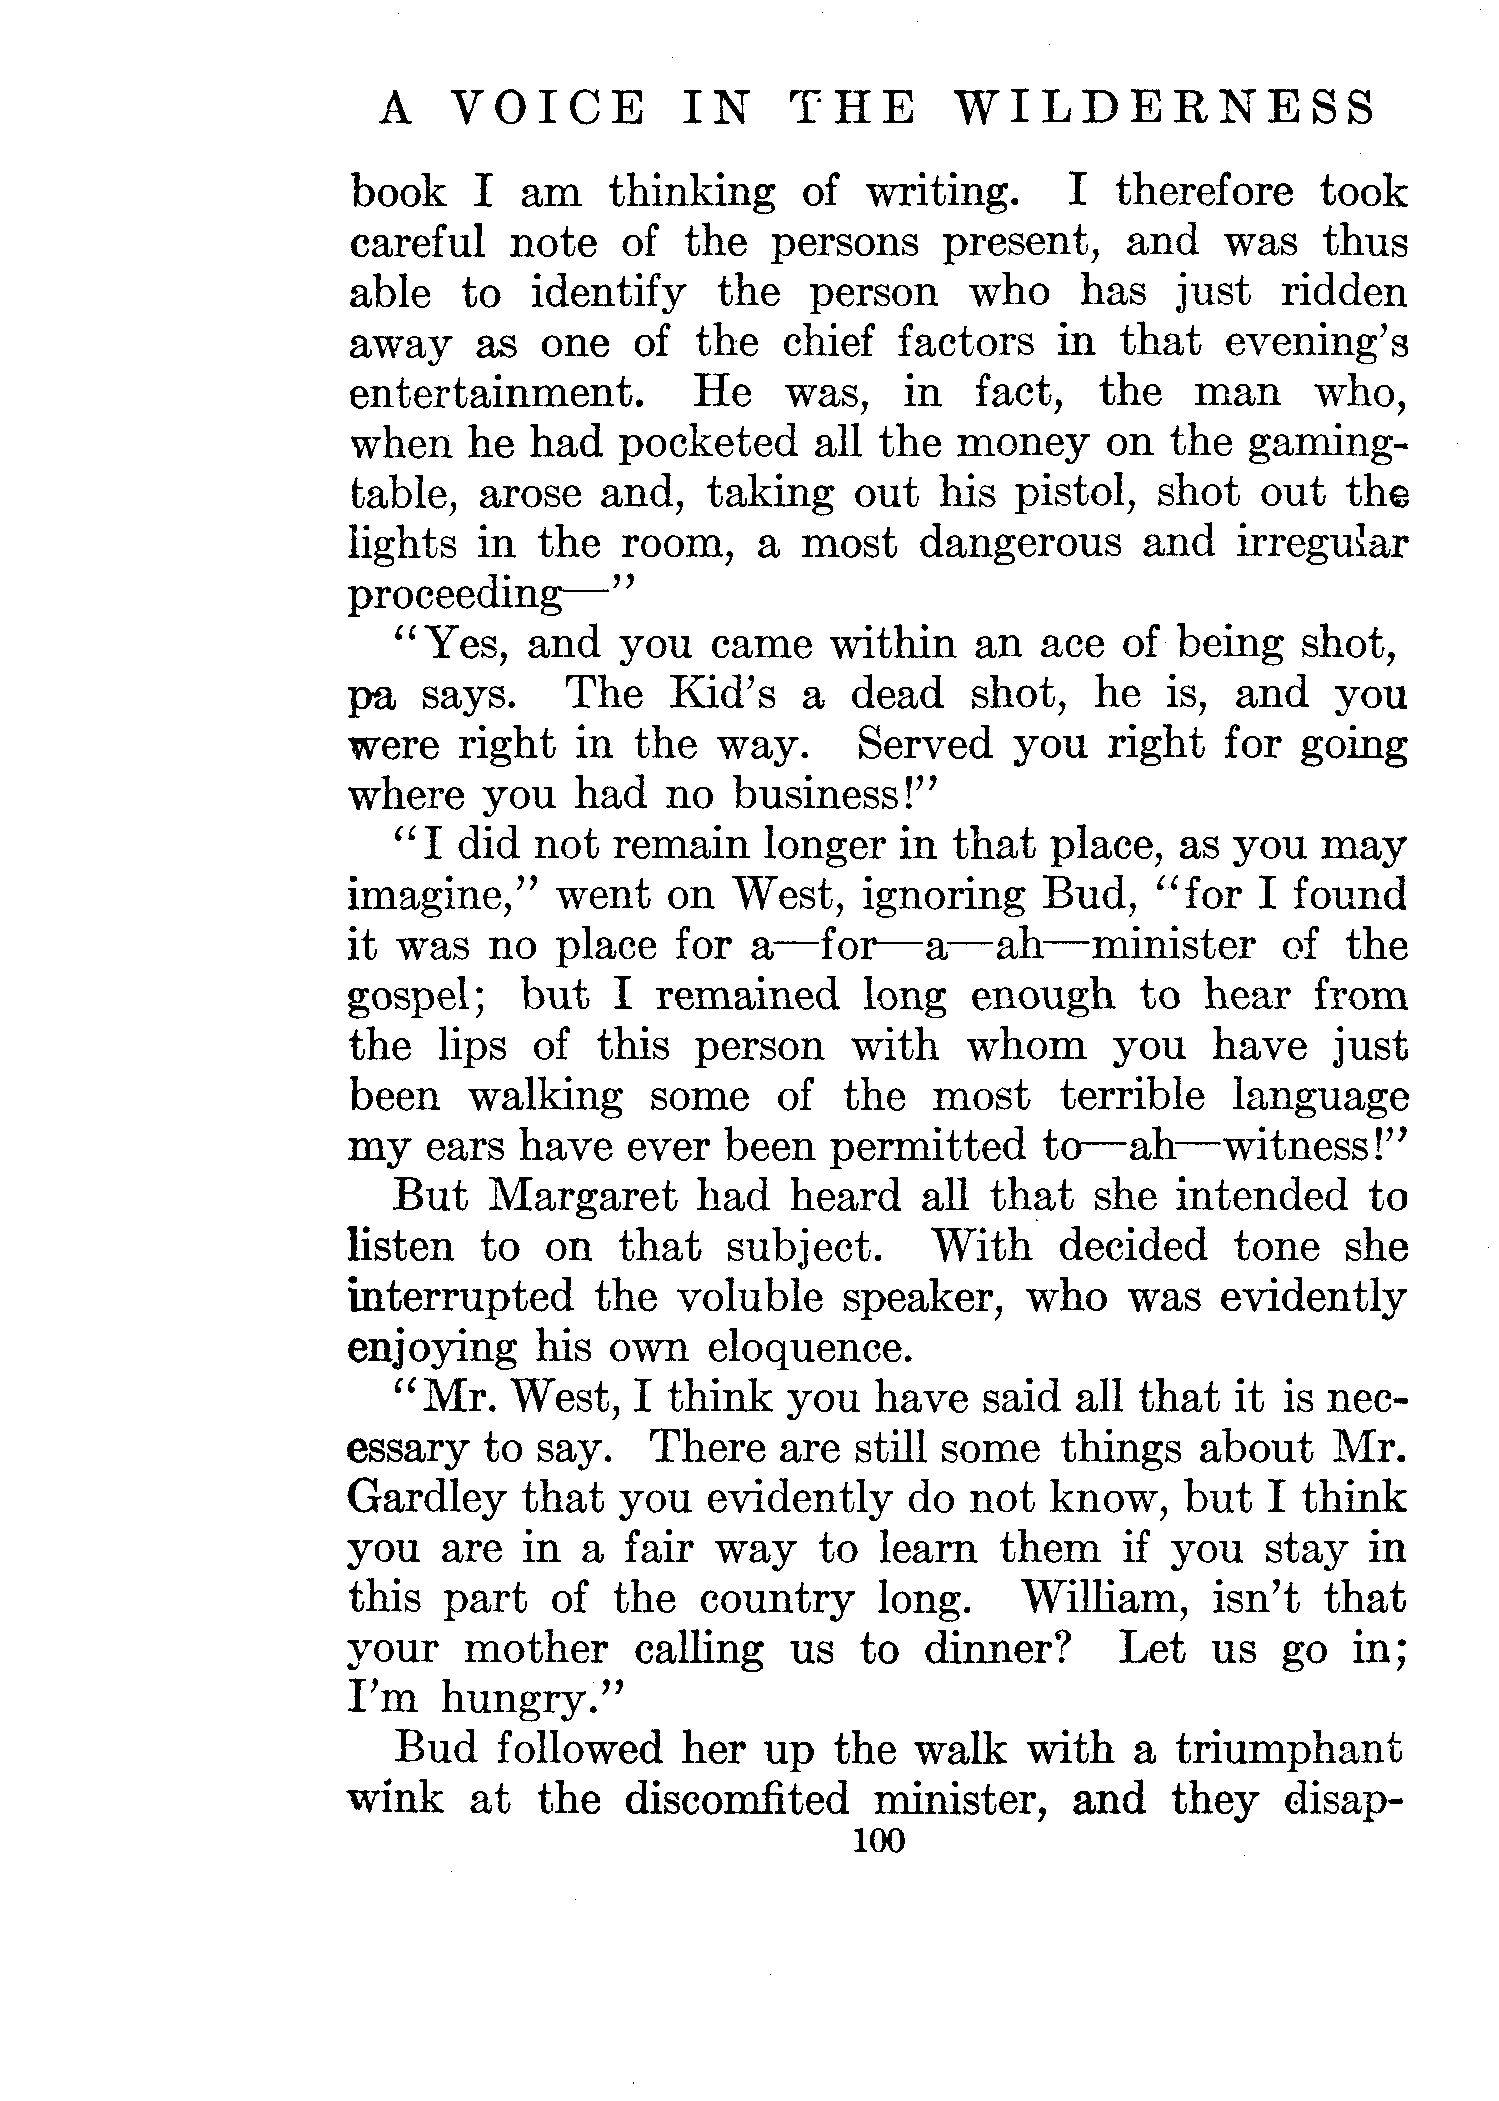 A VOICE IN THE WILDERNESS
book I am thinking of writing. I therefore took
careful note of the persons present, and was thus
able to identify the person who has just ridden
away as one of the chief factors in that evening's
entertainment. He was, in fact, the man who,
when he had pocketed all the money on the gaming-
table, arose and, taking out his pistol, shot out the
lights in the room, a most dangerous and irregular
proceeding—”
“Yes, and you came within an ace of being shot,
pa says. The Kid's a dead shot, he is, and you
were right in the way. Served you right for going
where you had no business!”
“I did not remain longer in that place, as you may
imagine,” went on West, ignoring Bud, “for I found
it was no place for a—for—a—ah—minister of the
gospel; but I remained long enough to hear from
the lips of this person with whom you have just
been walking some of the most terrible language
my ears have ever been permitted to—ah—witness!”
But Margaret had heard all that she intended to
listen to on that subject. With decided tone she
interrupted the voluble speaker, who was evidently
enjoying his own eloquence.
“Mr. West, I think you have said all that it is nec-
essary to say. There are still some things about Mr.
Gardley that you evidently do not know, but I think
you are in a fair way to learn them if you stay in
this part of the country long. William, isn't that
your mother calling us to dinner? Let us go in;
I'm hungry.”
Bud followed her up the walk with a triumphant
wink at the discomfited minister, and they disap-
100